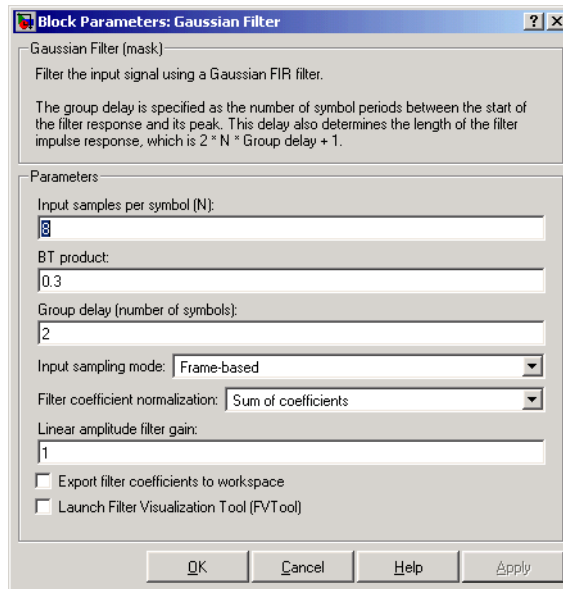 Block Parameters: Gaussian Filter
Gaussian Filter (mask)
Filter the input signal using a Gaussian FIR filter.
The group delay is specified as the number of symbol periods between the start of
the filter response and its peak. This delay also determines the length of the filter
impulse response, which is 2 * N * Group delay + 1.
Parameters
Input samples per symbol (N):
8
BT product:
0.3
Group delay (number of symbols):
2
Input sampling mode: Frame-based
Filter coefficient normalization: Sum of coefficients
Linear amplitude filter gain:
1
Export filter coefficients to workspace
Launch Filter Visualization Tool (FVTool)
OK Cancel Help Apply